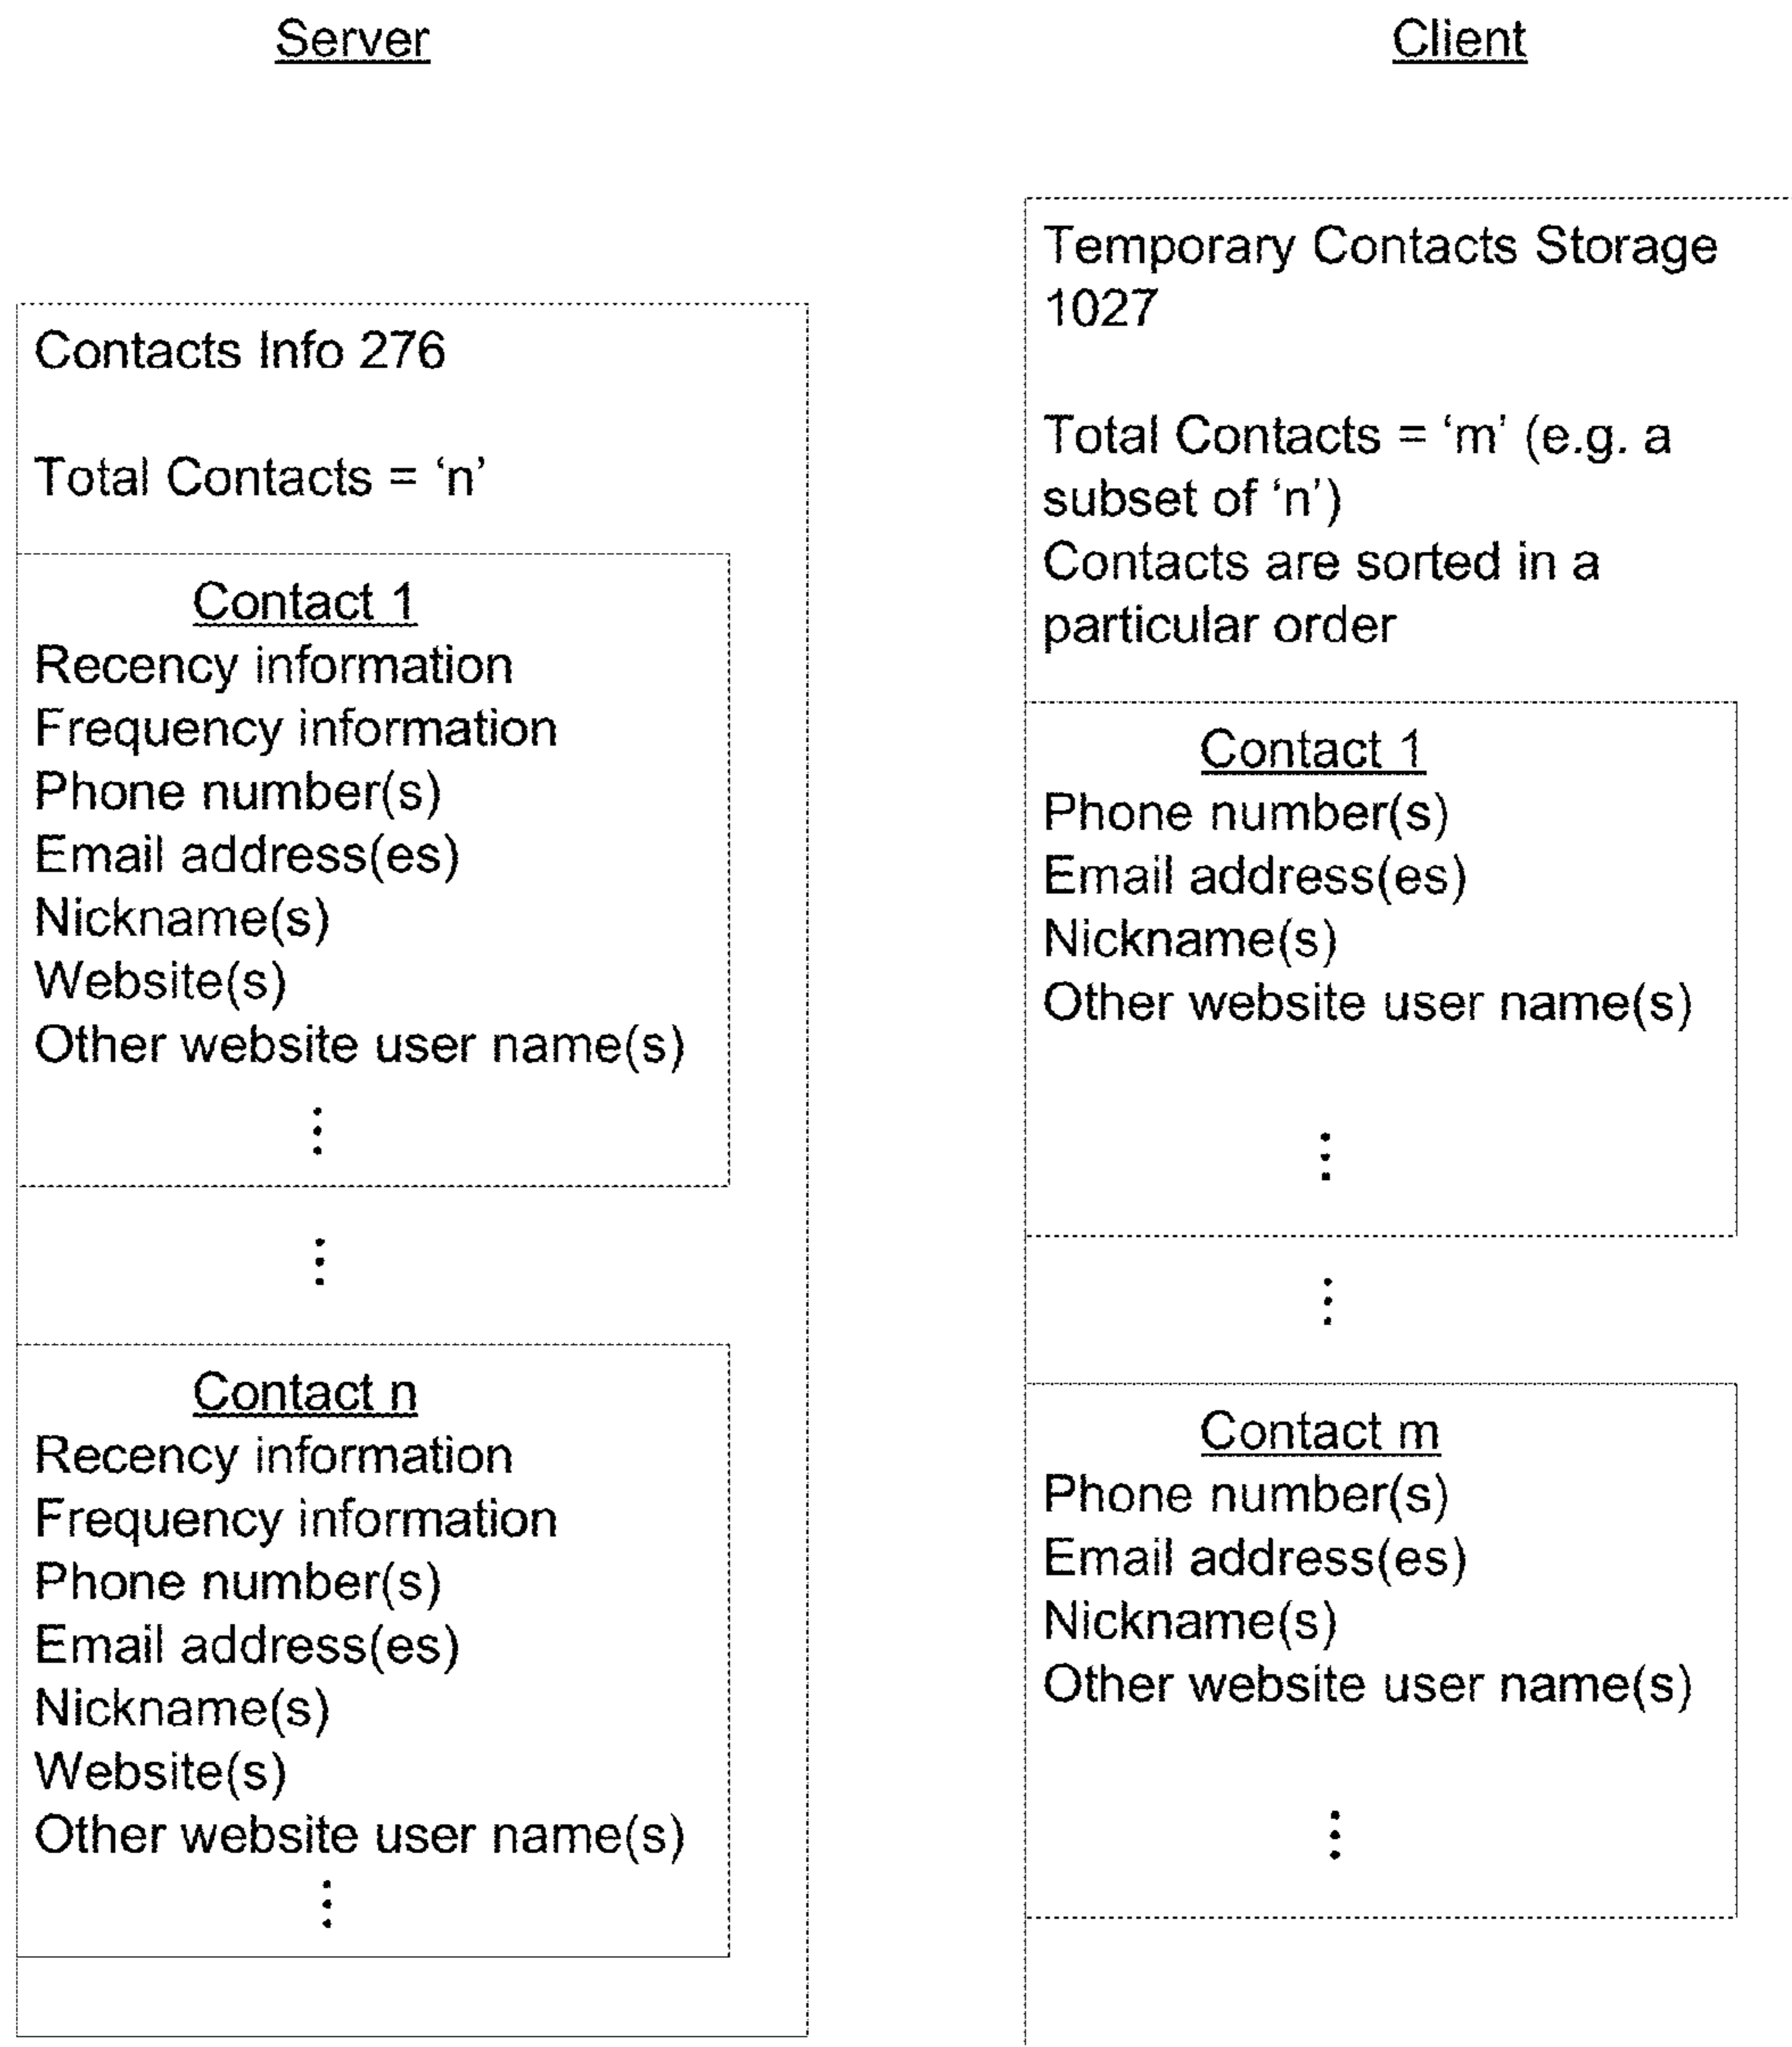 Server
Contacts Info 276
Total Contacts = ‘n’
Contact 1
Recency information
Frequency information
Phone number(s)
Email address(es)
Nickname(s)
Website(s)
Other website user name(s)
Contact n
Recency information
Frequency information
Phone number(s)
Email address(es)
Nickname(s)
Website(s)
Other website user name(s)
Client
Temporary Contacts Storage
1027
Total Contacts = ‘m’ (e.g. a
subset of ‘n’)
Contacts are sorted in a
particular order
Contact 1
Phone number(s)
Email address(es)
Nickname(s)
Other website user name(s)
Contact m
Phone number(s)
Email address(es)
Nickname(s)
Other website user name(s)